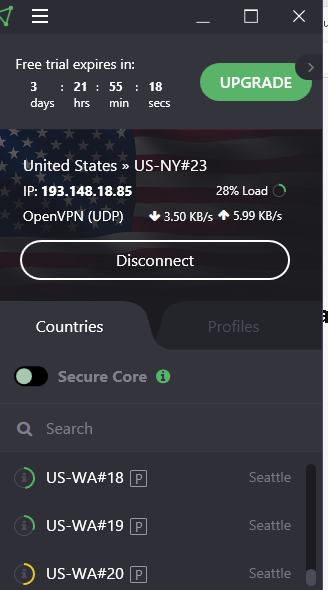 Free trial expires in:
3 : 21 : 55 : 18
days hrs min secs
UPGRADE
United States » US-NY#23
IP: 193.148.18.85 28% Load
OpenVPN (UDP) 3.50 KB/s 5.99 KB/s
Disconnect
Countries Profiles
Secure Core i
Search
US-WA#18 P Seattle
US-WA#19 P Seattle
US-WA#20 P Seattle